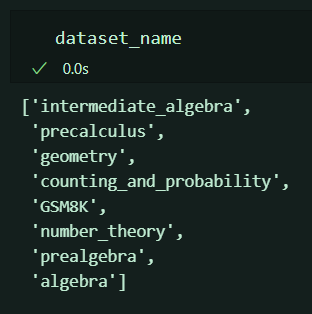 dataset_name
0.0s
['intermediate_algebra',
'precalculus',
'geometry',
'counting_and_probability',
'GSM8K',
'number_theory',
'prealgebra',
'algebra']